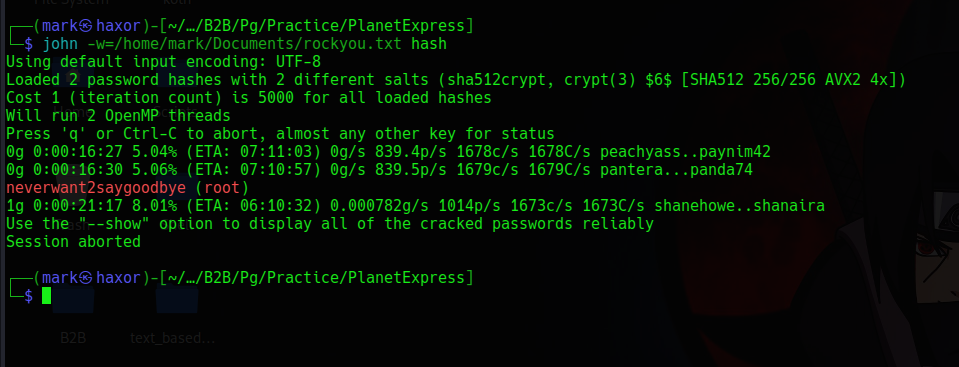 ┌──(mark㉿haxor)-[~/…/B2B/Pg/Practice/PlanetExpress]
└─$ john -w=/home/mark/Documents/rockyou.txt hash
Using default input encoding: UTF-8
Loaded 2 password hashes with 2 different salts (sha512crypt, crypt(3) $6$ [SHA512 256/256 AVX2 4x])
Cost 1 (iteration count) is 5000 for all loaded hashes
Will run 2 OpenMP threads
Press 'q' or Ctrl-C to abort, almost any other key for status
0g 0:00:16:27 5.04% (ETA: 07:11:03) 0g/s 839.4p/s 1678c/s 1678C/s peachyass..paynim42
0g 0:00:16:30 5.06% (ETA: 07:10:57) 0g/s 839.5p/s 1679c/s 1679C/s pantera...panda74
neverwant2saygoodbye (root)
1g 0:00:21:17 8.01% (ETA: 06:10:32) 0.000782g/s 1014p/s 1673c/s 1673C/s shanehowe..shanaira
Use the "--show" option to display all of the cracked passwords reliably
Session aborted
┌──(mark㉿haxor)-[~/…/B2B/Pg/Practice/PlanetExpress]
└─$
B2B text_based...